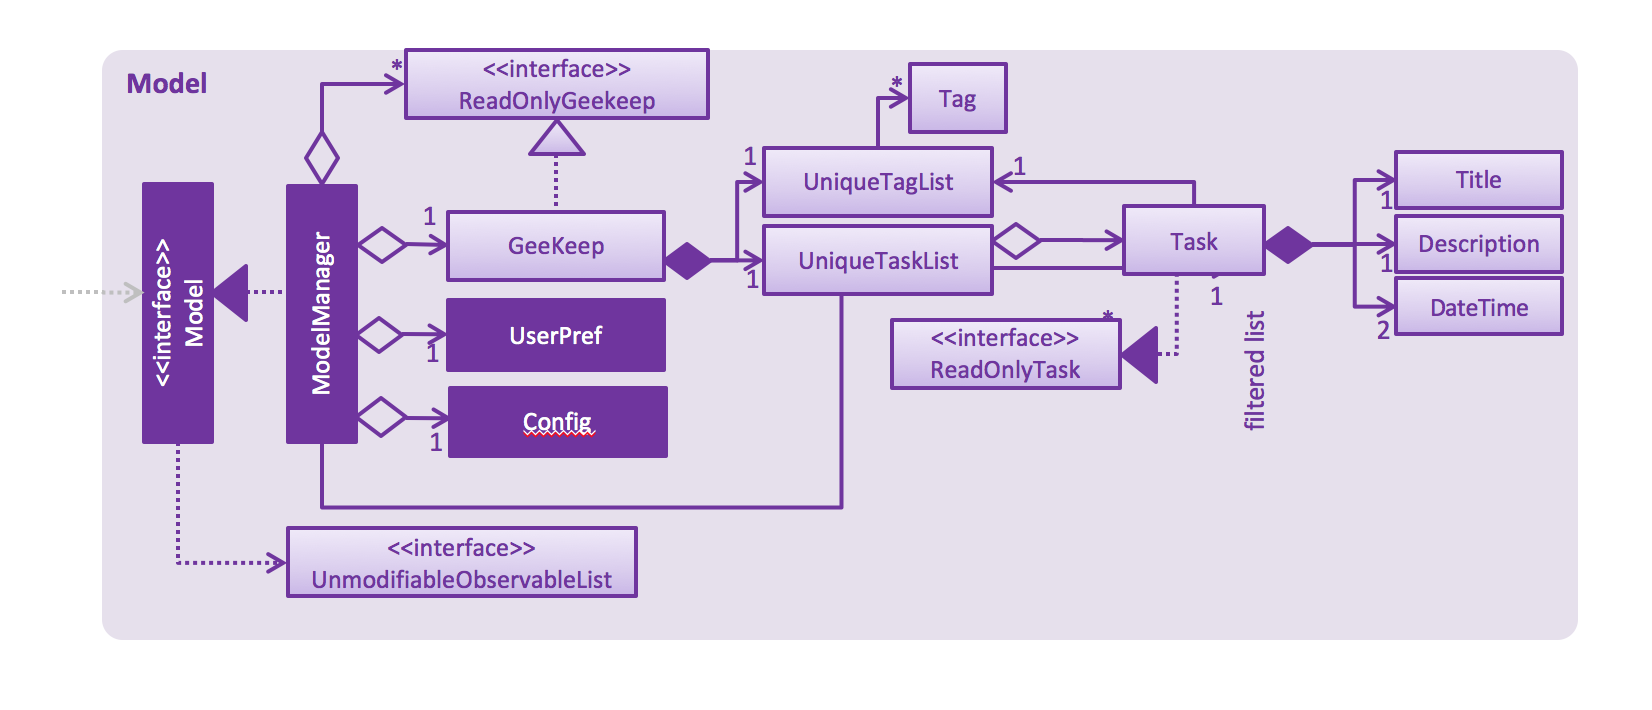 Model
*
<<interface>>
ReadOnlyGeekeep
*
Tag
1
UniqueTagList
1
1
Title
1
<<interface>>
Model
ModelManager
1
GeeKeep
UniqueTaskList
1
Task
Description
1
1
DateTime
2
UserPref
1
*
<<interface>>
ReadOnlyTask
filtered list
Config
1
<<interface>>
UnmodifiableObservableList